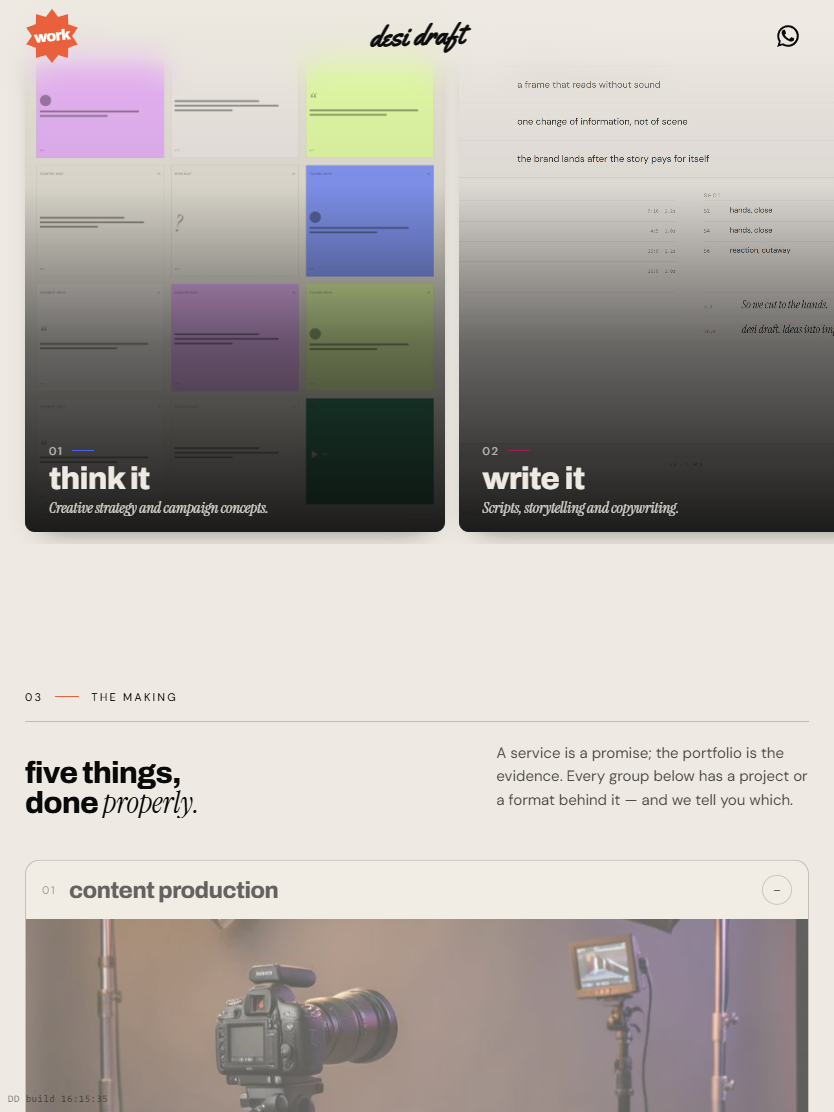 work
desi draft
a frame that reads without sound
one change of information, not of scene
the brand lands after the story pays for itself
hands, close
hands, close
reaction, cutaway
So we cut to the hands.
?
01
think it
Creative strategy and campaign concepts.
02
write it
Scripts, storytelling and copywriting.
03 — THE MAKING
five things,
done properly.
A service is a promise; the portfolio is the
evidence. Every group below has a project or
a format behind it — and we tell you which.
01 content production
DD build 16:15:35